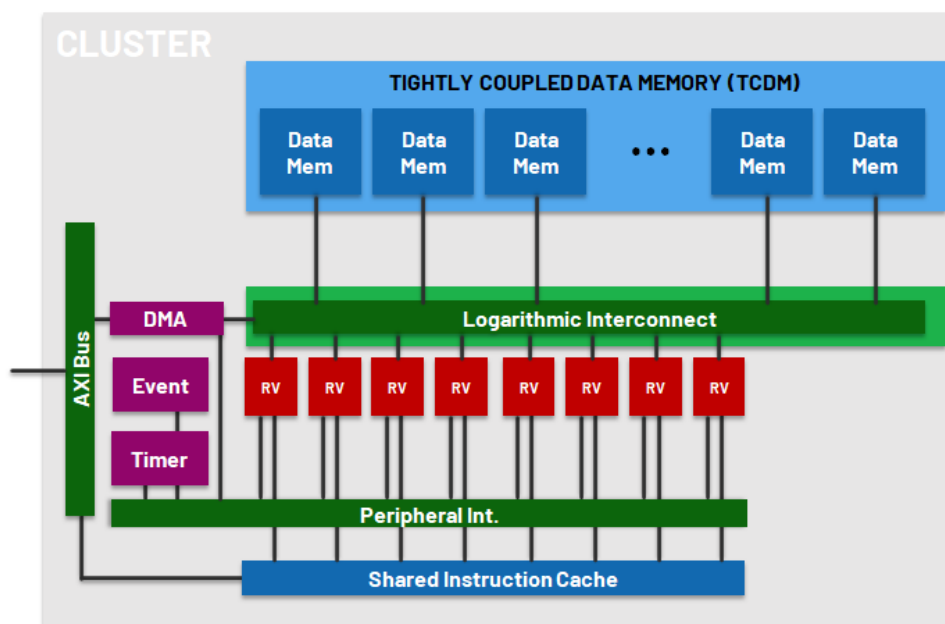 CLUSTER
TIGHTLY COUPLED DATA MEMORY (TCDM)
Data
Mem
Data
Mem
Data
Mem
•••
Data
Mem
Data
Mem
AXI Bus
DMA
Logarithmic Interconnect
Event
RV
RV
RV
RV
RV
RV
RV
RV
Timer
Peripheral Int.
Shared Instruction Cache